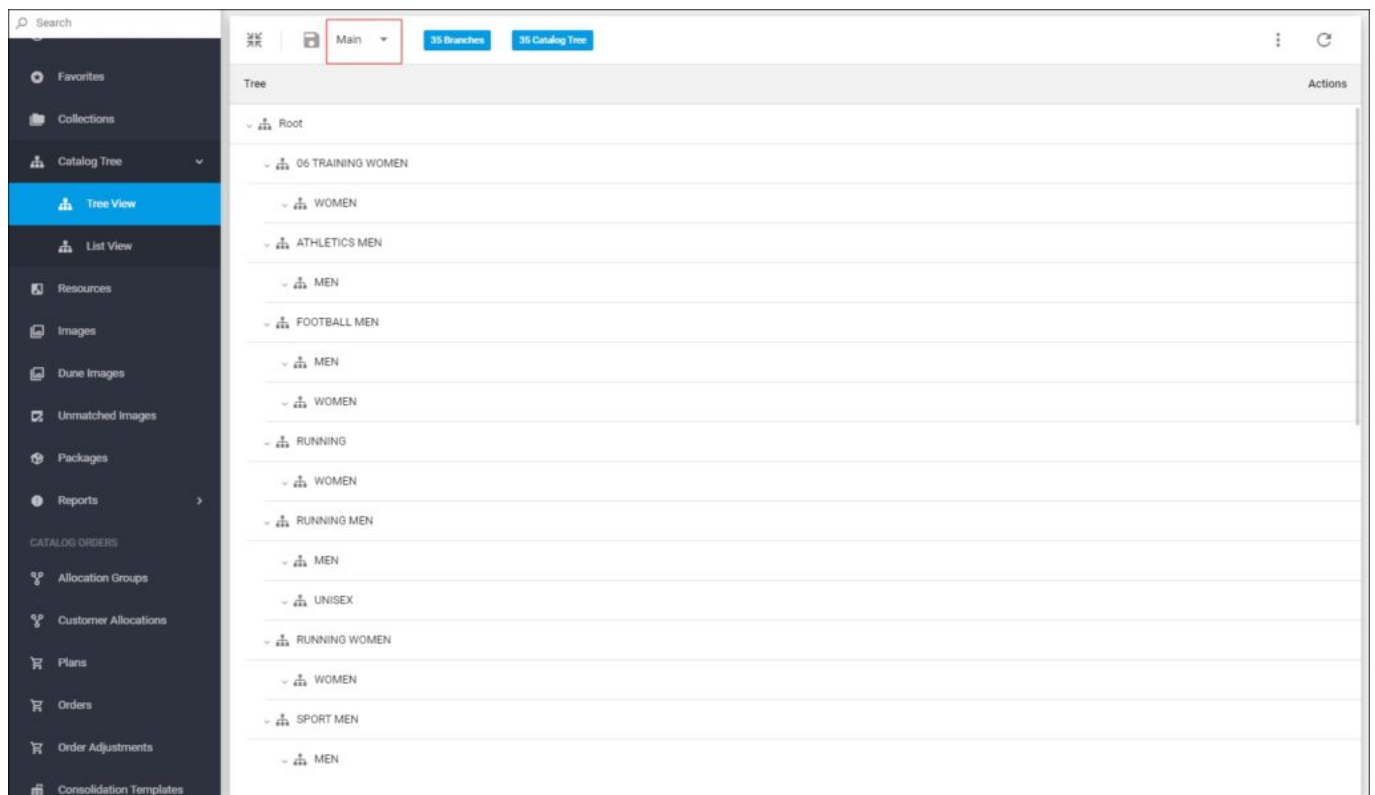 Search
Favorites
Collections
Catalog Tree
Tree View
List View
Resources
Images
Dune Images
Unmatched Images
Packages
Reports
CATALOG ORDERS
Allocation Groups
Customer Allocations
Plans
Orders
Order Adjustments
Consolidation Templates
Main 35 Branches 35 Catalog Tree
Tree Actions
Root
06 TRAINING WOMEN
WOMEN
ATHLETICS MEN
MEN
FOOTBALL MEN
MEN
WOMEN
RUNNING
WOMEN
RUNNING MEN
MEN
UNISEX
RUNNING WOMEN
WOMEN
SPORT MEN
MEN